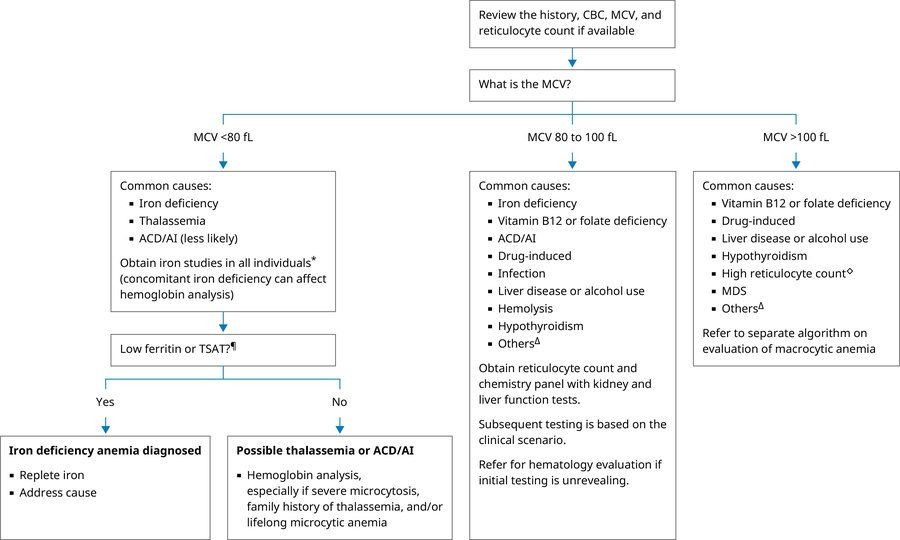 Review the history, CBC, MCV, and
reticulocyte count if available
What is the MCV?
MCV <80 fL
Common causes:
▪ Iron deficiency
▪ Thalassemia
▪ ACD/AI (less likely)
Obtain iron studies in all individuals*
(concomitant iron deficiency can affect
hemoglobin analysis)
Low ferritin or TSAT?¶
Yes
Iron deficiency anemia diagnosed
▪ Replete iron
▪ Address cause
No
Possible thalassemia or ACD/AI
▪ Hemoglobin analysis,
especially if severe microcytosis,
family history of thalassemia, and/or
lifelong microcytic anemia
MCV 80 to 100 fL
Common causes:
▪ Iron deficiency
▪ Vitamin B12 or folate deficiency
▪ ACD/AI
▪ Drug-induced
▪ Infection
▪ Liver disease or alcohol use
▪ Hemolysis
▪ Hypothyroidism
▪ OthersΔ
Obtain reticulocyte count and
chemistry panel with kidney and
liver function tests.
Subsequent testing is based on the
clinical scenario.
Refer for hematology evaluation if
initial testing is unrevealing.
MCV >100 fL
Common causes:
▪ Vitamin B12 or folate deficiency
▪ Drug-induced
▪ Liver disease or alcohol use
▪ Hypothyroidism
▪ High reticulocyte count◇
▪ MDS
▪ OthersΔ
Refer to separate algorithm on
evaluation of macrocytic anemia